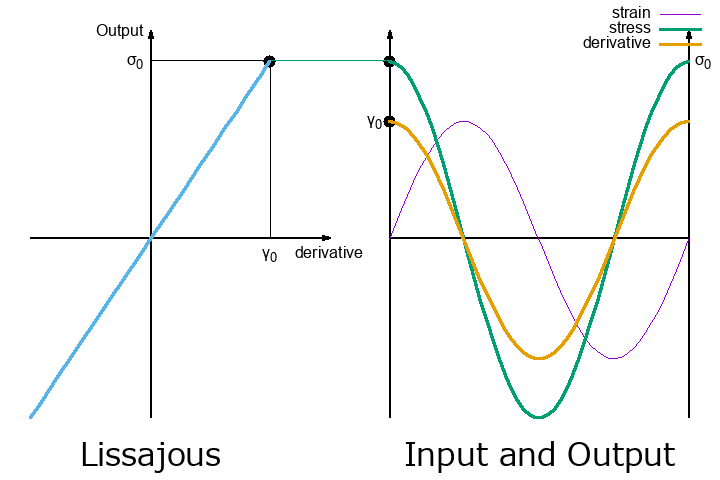 Output
σ0
γ0
derivative
Lissajous
strain
stress
derivative
σ0
γ0
Input and Output